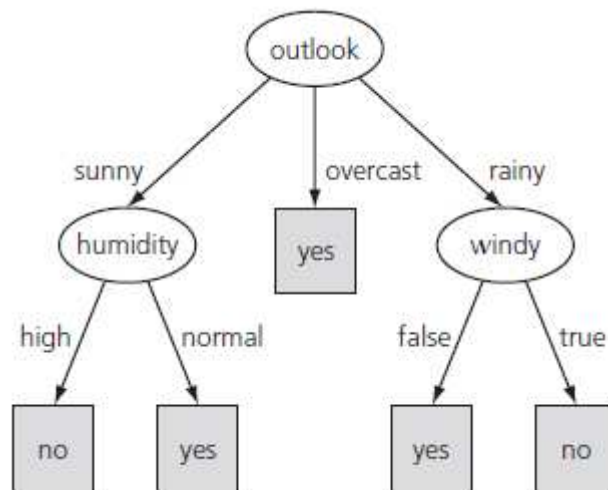 outlook
sunny
overcast
rainy
humidity
yes
windy
high
normal
false
true
no
yes
yes
no